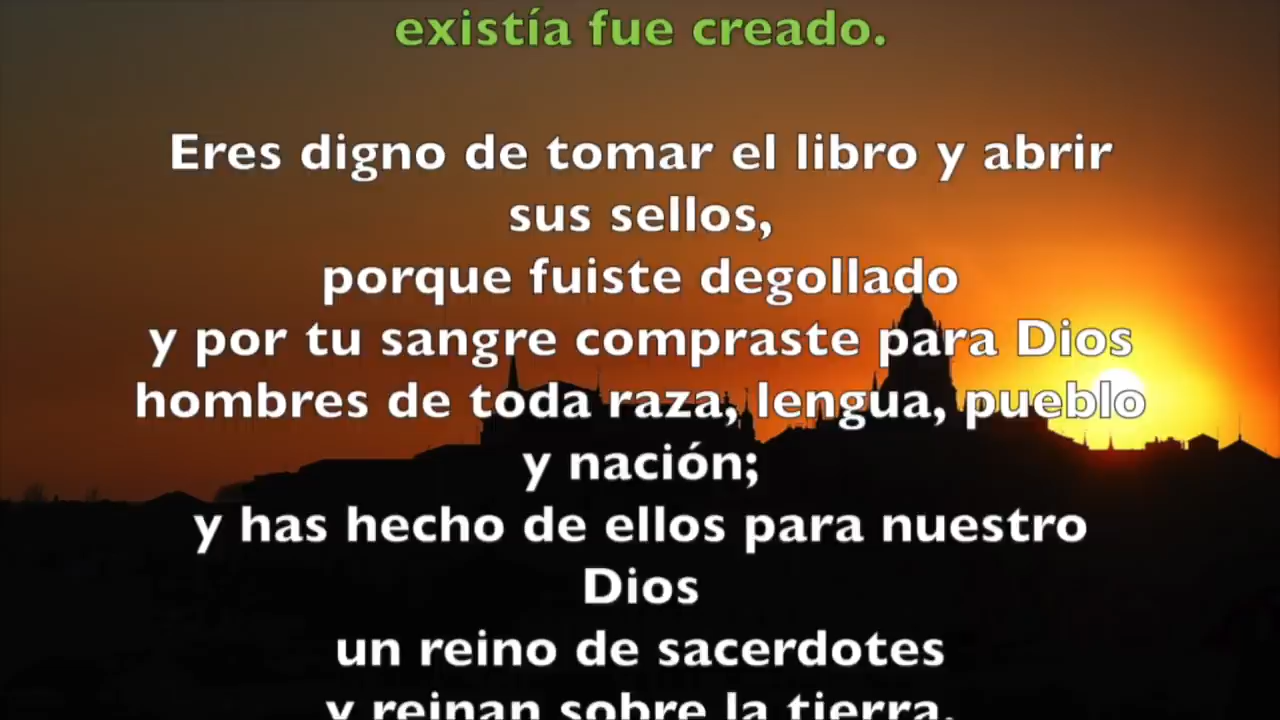 existía fue creado.
Eres digno de tomar el libro y abrir
sus sellos,
porque fuiste degollado
y por tu sangre compraste para Dios
hombres de toda raza, lengua, pueblo
y nación;
y has hecho de ellos para nuestro
Dios
un reino de sacerdotes
y reinan sobre la tierra.